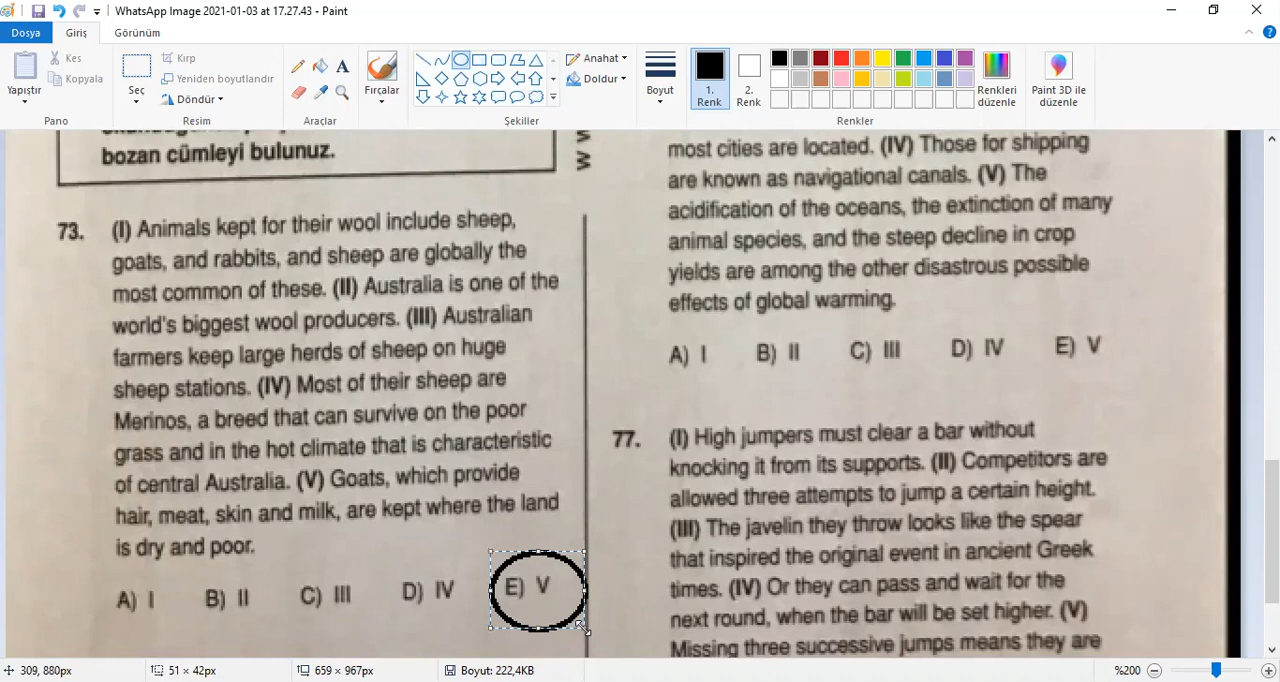 WhatsApp Image 2021-01-03 at 17.27.43 - Paint
Dosya
Giriş
Görünüm
Yapıştır
Kes
Kopyala
Pano
Seç
Kırp
Yeniden boyutlandır
Döndür
Resim
A
Araçlar
Fırçalar
Anahat
Doldur
Şekiller
Boyut
1.
Renk
2.
Renk
Renkleri
düzenle
Paint 3D ile
düzenle
Renkler
bozan cümleyi bulunuz.
73. (I) Animals kept for their wool include sheep,
goats, and rabbits, and sheep are globally the
most common of these. (II) Australia is one of the
world's biggest wool producers. (III) Australian
farmers keep large herds of sheep on huge
sheep stations. (IV) Most of their sheep are
Merinos, a breed that can survive on the poor
grass and in the hot climate that is characteristic
of central Australia. (V) Goats, which provide
hair, meat, skin and milk, are kept where the land
is dry and poor.
A) I B) II C) III D) IV E) V
most cities are located. (IV) Those for shipping
are known as navigational canals. (V) The
acidification of the oceans, the extinction of many
animal species, and the steep decline in crop
yields are among the other disastrous possible
effects of global warming.
A) I B) II C) III D) IV E) V
77. (I) High jumpers must clear a bar without
knocking it from its supports. (II) Competitors are
allowed three attempts to jump a certain height.
(III) The javelin they throw looks like the spear
that inspired the original event in ancient Greek
times. (IV) Or they can pass and wait for the
next round, when the bar will be set higher. (V)
Missing three successive jumps means they are
309, 880px
51 × 42px
659 × 967px
Boyut: 222,4KB
%200